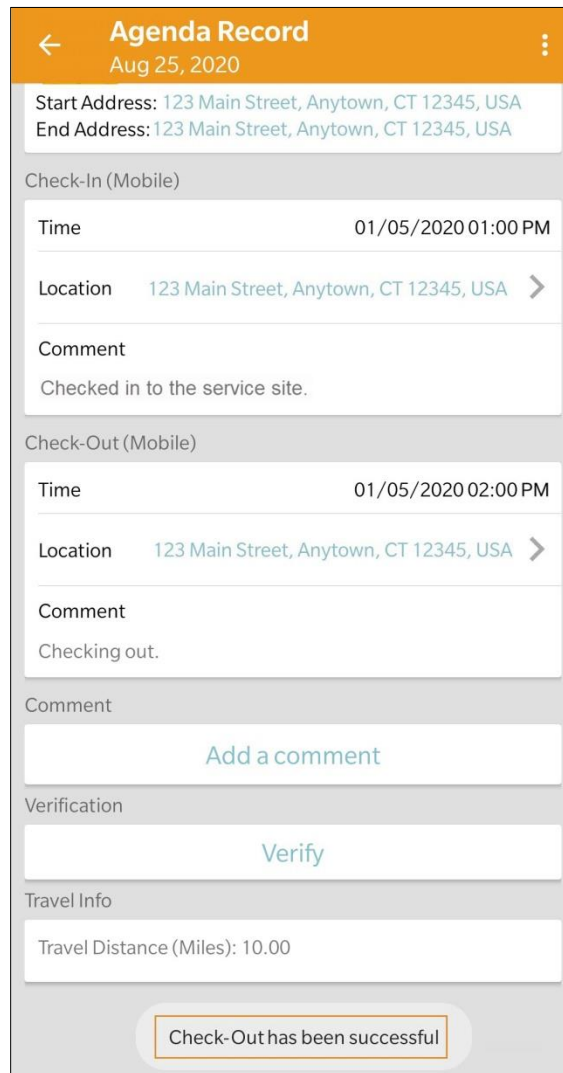 Agenda Record
Aug 25, 2020
Start Address: 123 Main Street, Anytown, CT 12345, USA
End Address: 123 Main Street, Anytown, CT 12345, USA
Check-In (Mobile)
Time 01/05/2020 01:00 PM
Location 123 Main Street, Anytown, CT 12345, USA
Comment
Checked in to the service site.
Check-Out (Mobile)
Time 01/05/2020 02:00 PM
Location 123 Main Street, Anytown, CT 12345, USA
Comment
Checking out.
Comment
Add a comment
Verification
Verify
Travel Info
Travel Distance (Miles): 10.00
Check-Out has been successful